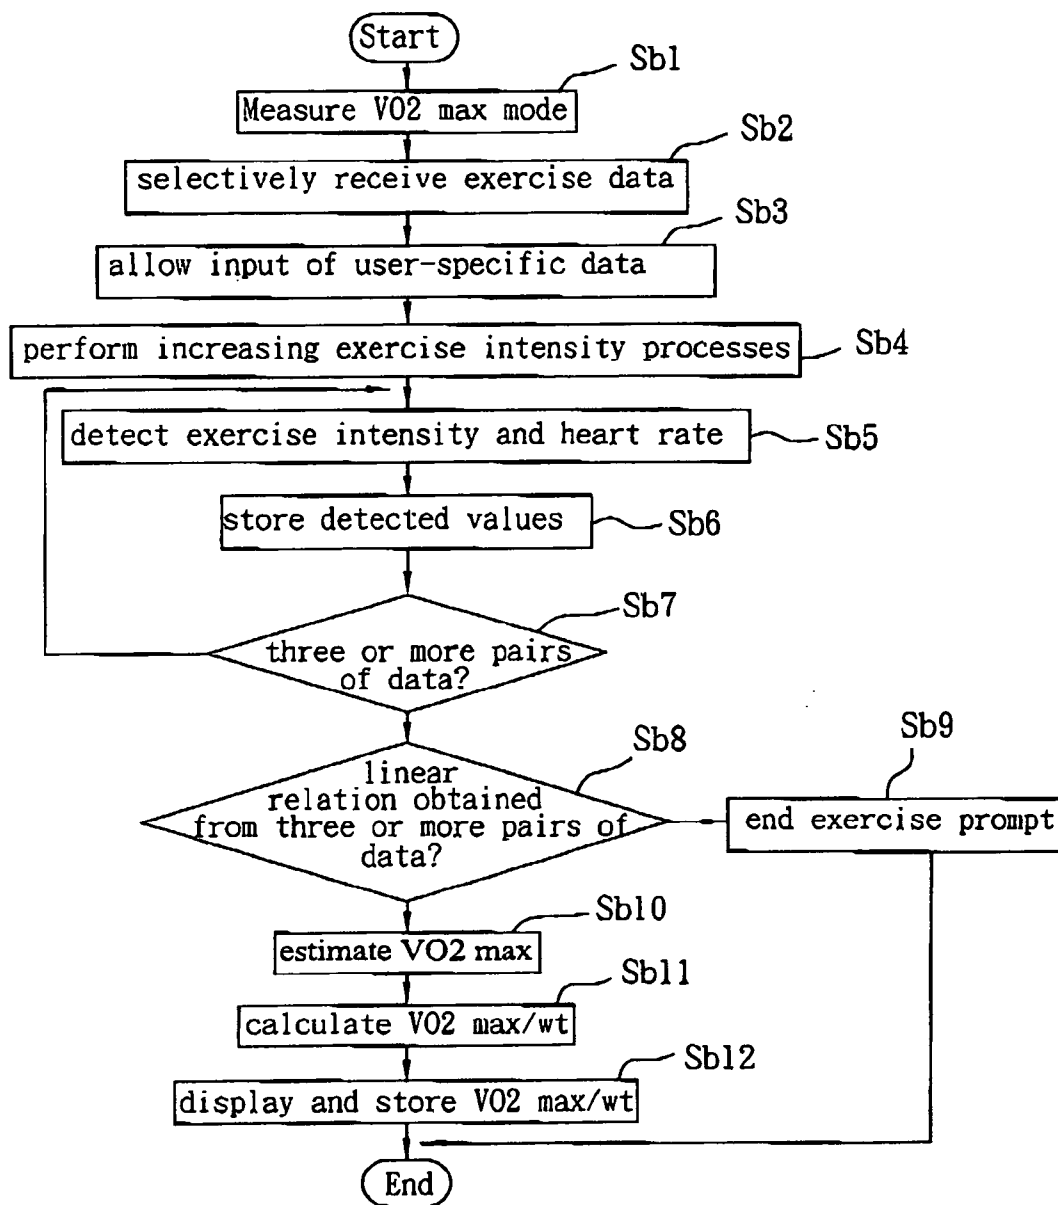 Start
Sb1
Measure VO2 max mode
Sb2
selectively receive exercise data
Sb3
allow input of user-specific data
perform increasing exercise intensity processes
Sb4
detect exercise intensity and heart rate
Sb5
store detected values
Sb6
Sb7
three or more pairs
of data?
Sb8
linear
relation obtained
from three or more pairs of
data?
Sb9
end exercise prompt
Sb10
estimate VO2 max
Sb11
calculate VO2 max/wt
Sb12
display and store VO2 max/wt
End